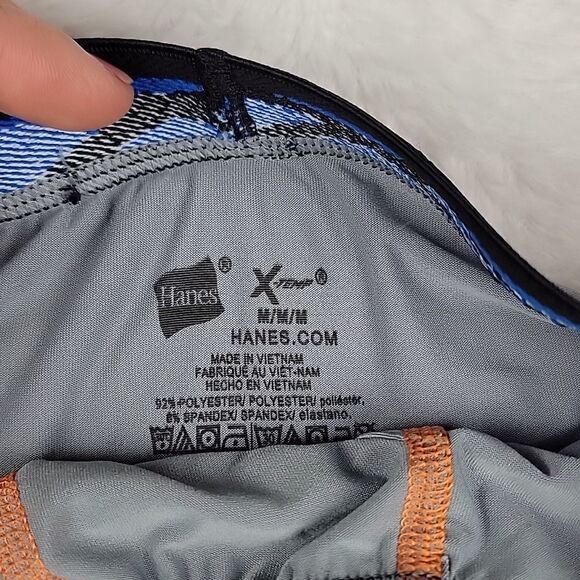 Hanes®
X-TEMP®
M/M/M
HANES.COM
MADE IN VIETNAM
FABRIQUÉ AU VIÊT-NAM
HECHO EN VIETNAM
92% POLYESTER/ POLYESTER/ poliéster,
8% SPANDEX/ SPANDEX/ elastano.